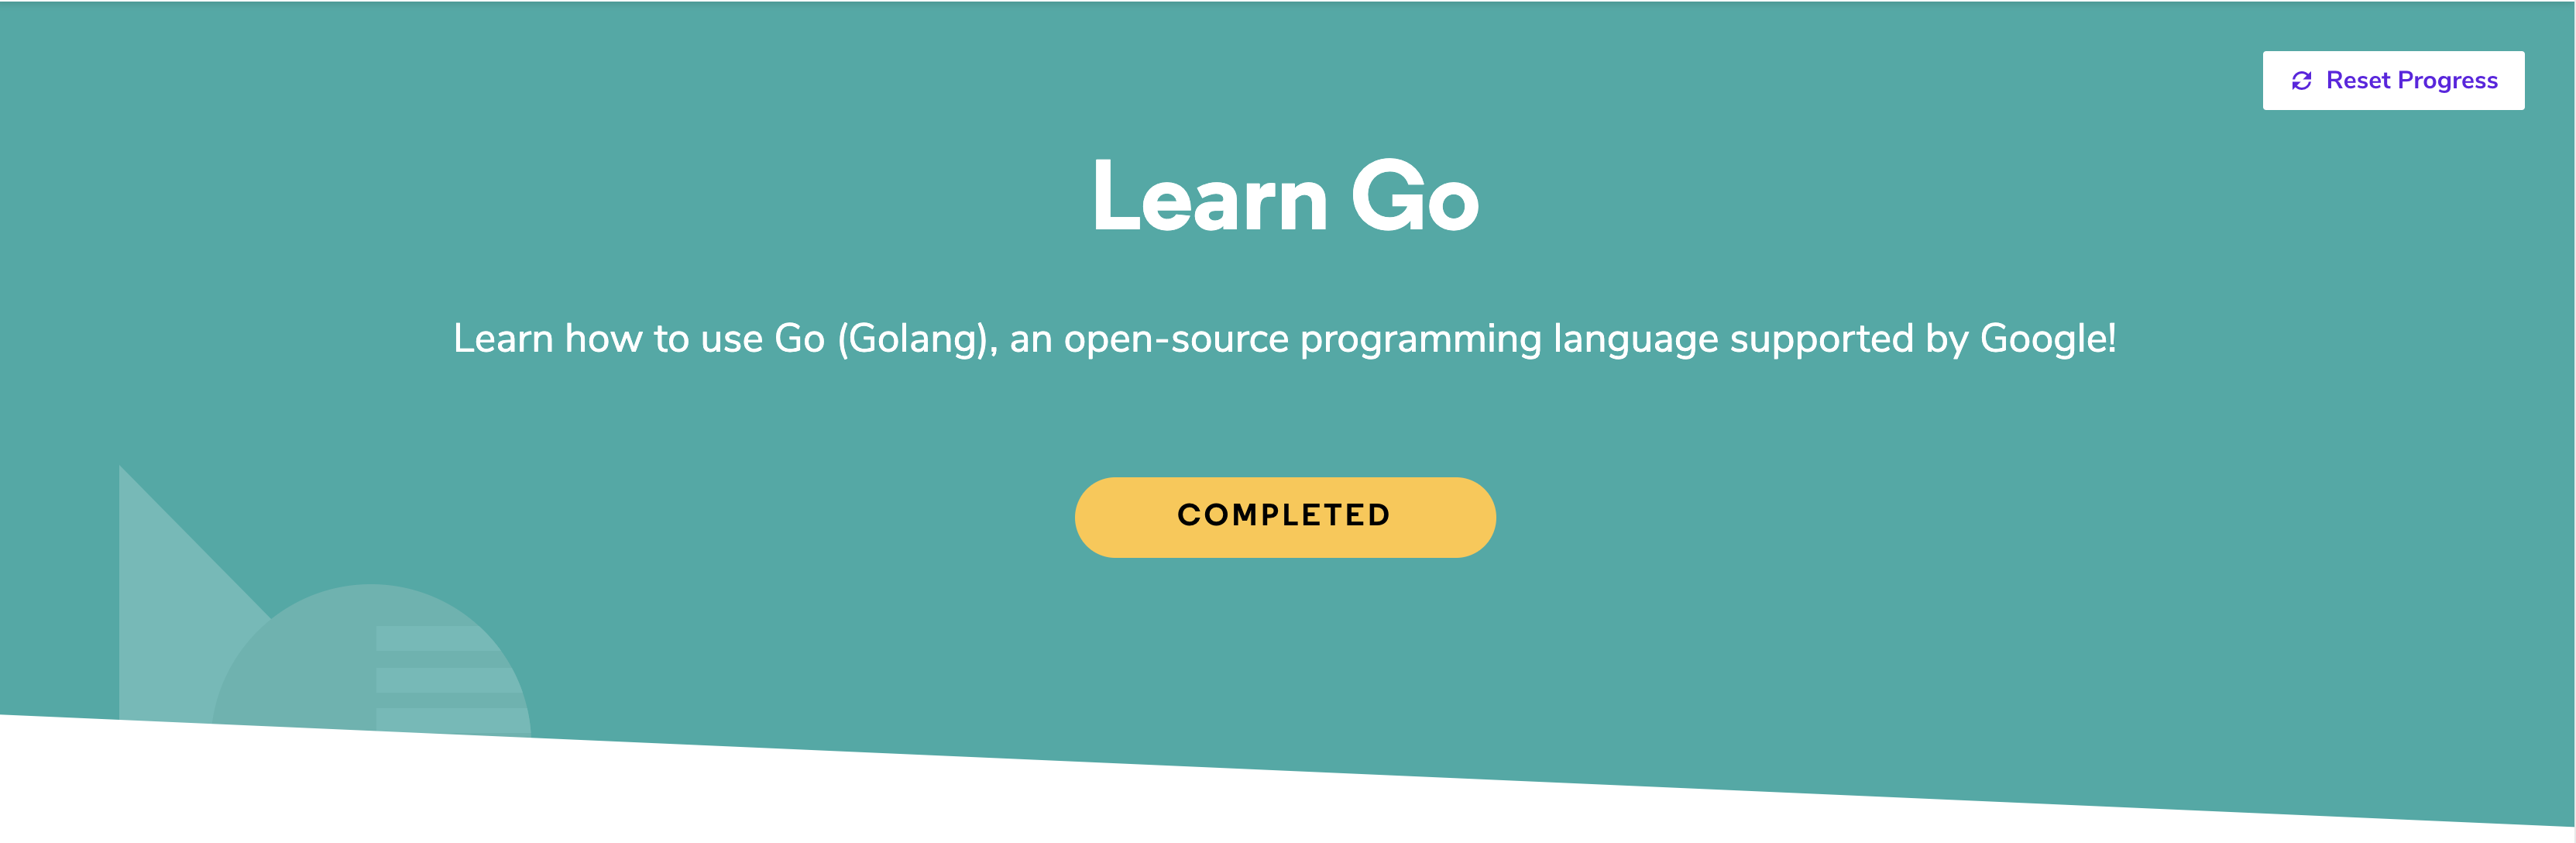 Reset Progress
Learn Go
Learn how to use Go (Golang), an open-source programming language supported by Google!
COMPLETED